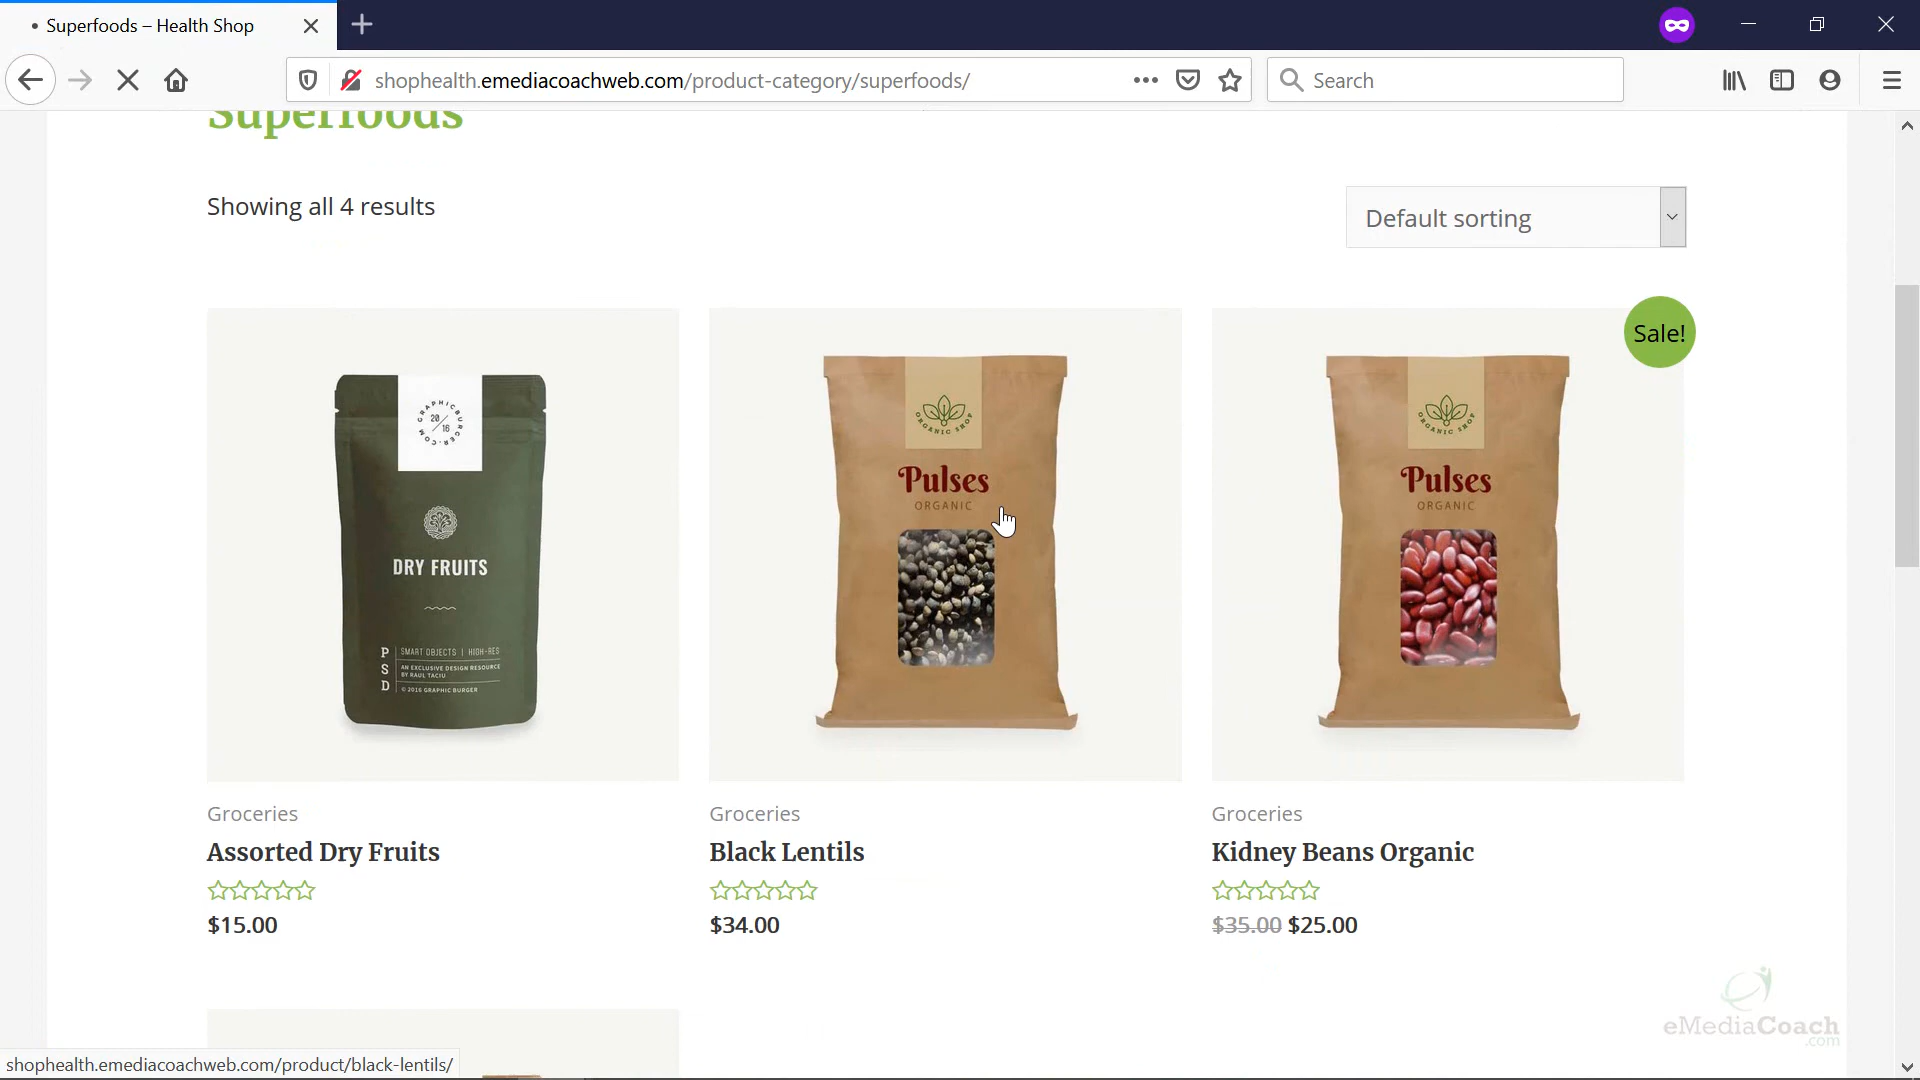 Superfoods – Health Shop
shophealth.emediacoachweb.com/product-category/superfoods/
Search
Superfoods
Showing all 4 results
Default sorting
Sale!
GRAPHICBURGER.COM
20
16
DRY FRUITS
PSD
SMART OBJECTS | HIGH-RES
AN EXCLUSIVE DESIGN RESOURCE
BY RAUL TACIU
© 2016 GRAPHIC BURGER
ORGANIC SHOP
Pulses
ORGANIC
ORGANIC SHOP
Pulses
ORGANIC
Groceries
Assorted Dry Fruits
$15.00
Groceries
Black Lentils
$34.00
Groceries
Kidney Beans Organic
$35.00 $25.00
eMediaCoach
.com
shophealth.emediacoachweb.com/product/black-lentils/